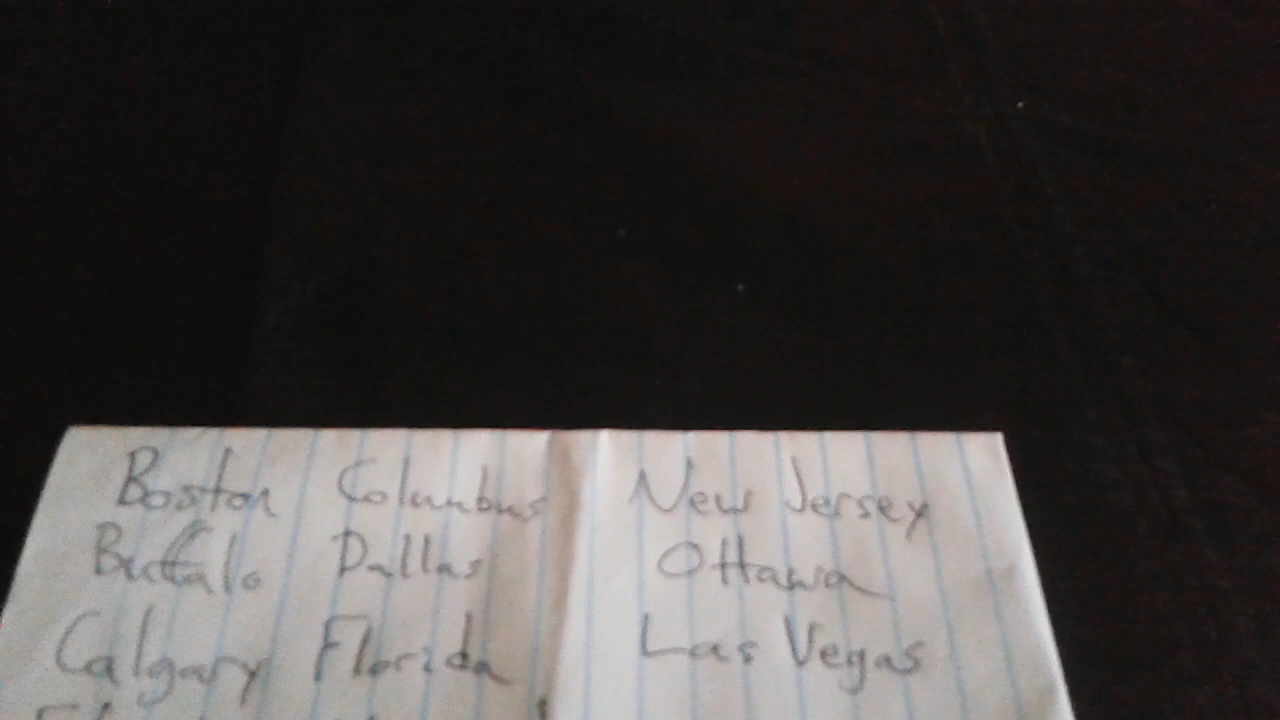 Boston Columbus New Jersey
Buffalo Dallas Ottawa
Calgary Florida Las Vegas